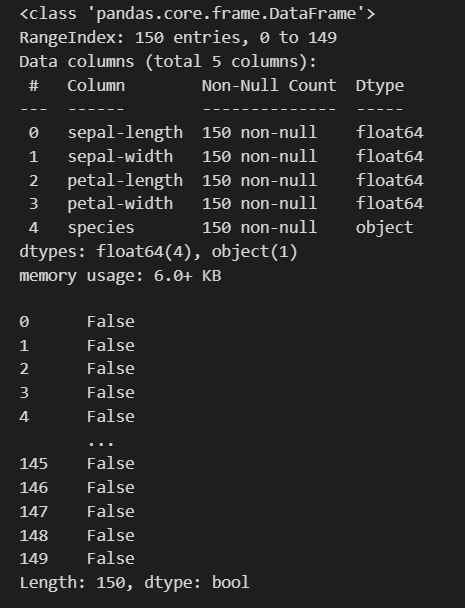 <class 'pandas.core.frame.DataFrame'>
RangeIndex: 150 entries, 0 to 149
Data columns (total 5 columns):
 #   Column        Non-Null Count  Dtype
---  ------        --------------  -----
 0   sepal-length  150 non-null    float64
 1   sepal-width   150 non-null    float64
 2   petal-length  150 non-null    float64
 3   petal-width   150 non-null    float64
 4   species       150 non-null    object
dtypes: float64(4), object(1)
memory usage: 6.0+ KB
0      False
1      False
2      False
3      False
4      False
       ...
145    False
146    False
147    False
148    False
149    False
Length: 150, dtype: bool